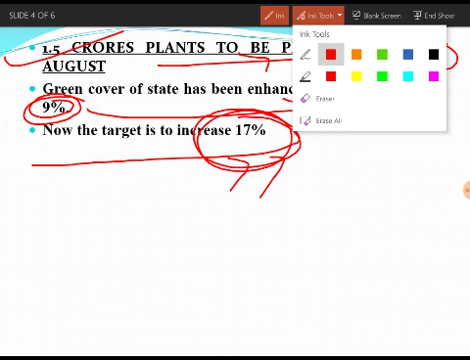 SLIDE 4 OF 6
Ink
Ink Tools
Blank Screen
End Show
1.5 CRORES PLANTS TO BE
AUGUST
Green cover of state has been
9%
Now the target is to increase 17%
Ink Tools
Eraser
Erase All